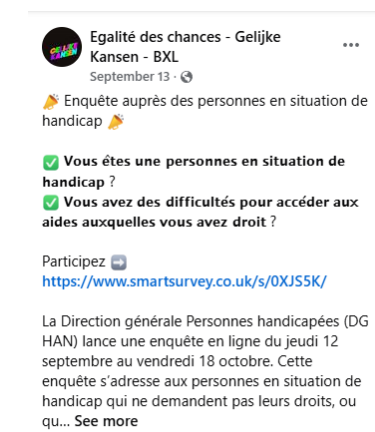 Egalité des chances - Gelijke
Kansen - BXL
September 13 ·
🎉 Enquête auprès des personnes en situation de
handicap 🎉
✅ Vous êtes une personnes en situation de
handicap ?
✅ Vous avez des difficultés pour accéder aux
aides auxquelles vous avez droit ?
Participez ➡️
https://www.smartsurvey.co.uk/s/0XJS5K/
La Direction générale Personnes handicapées (DG
HAN) lance une enquête en ligne du jeudi 12
septembre au vendredi 18 octobre. Cette
enquête s’adresse aux personnes en situation de
handicap qui ne demandent pas leurs droits, ou
qu... See more
GELIJKE
KANSEN